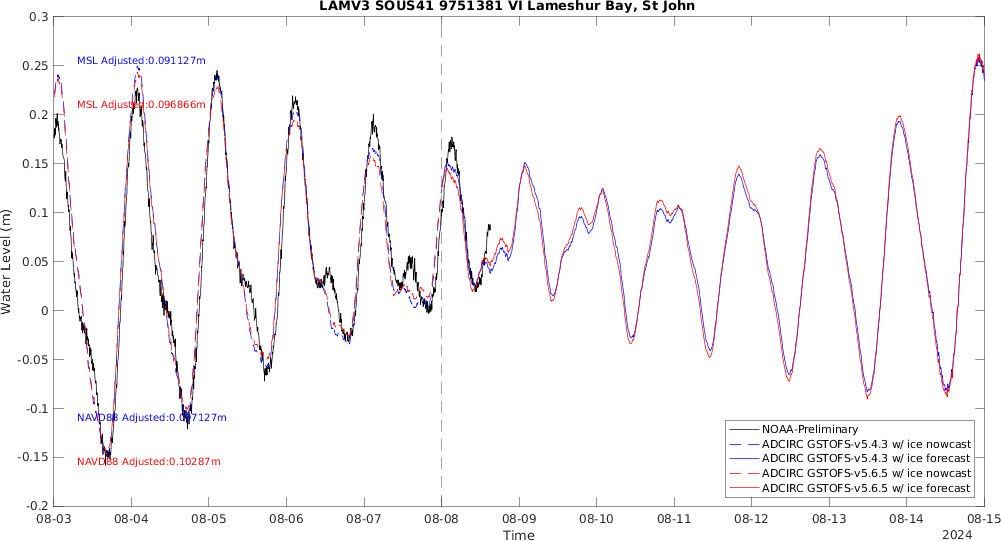 LAMV3 SOUS41 9751381 VI Lameshur Bay, St John
0.3
0.25
0.2
0.15
0.1
0.05
0
-0.05
-0.1
-0.15
-0.2
Water Level (m)
MSL Adjusted:0.091127m
MSL Adjusted:0.096866m
NAVD88 Adjusted:0.097127m
NAVD88 Adjusted:0.10287m
NOAA-Preliminary
ADCIRC GSTOFS-v5.4.3 w/ ice nowcast
ADCIRC GSTOFS-v5.4.3 w/ ice forecast
ADCIRC GSTOFS-v5.6.5 w/ ice nowcast
ADCIRC GSTOFS-v5.6.5 w/ ice forecast
08-03 08-04 08-05 08-06 08-07 08-08 08-09 08-10 08-11 08-12 08-13 08-14 08-15
Time
2024